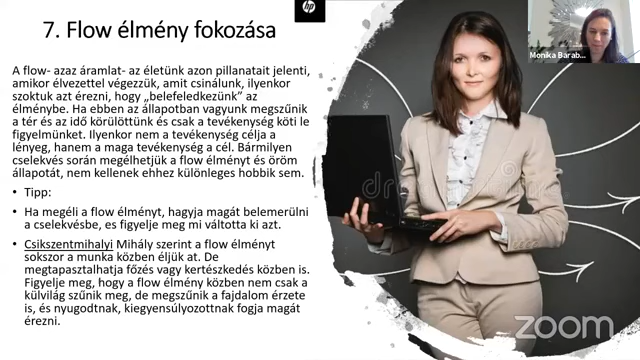 7. Flow élmény fokozása
hp
Monika Barab...
A flow- azaz áramlat- az életünk azon pillanatait jelenti,
amikor élvezettel végezzük, amit csinálunk, ilyenkor
szoktuk azt érezni, hogy „belefeledkezünk” az
élménybe. Ha ebben az állapotban vagyunk megszűnik
a tér és az idő körülöttünk és csak a tevékenység köti le
figyelmünket. Ilyenkor nem a tevékenység célja a
lényeg, hanem a maga tevékenység a cél. Bármilyen
cselekvés során megélhetjük a flow élményt és öröm
állapotát, nem kellenek ehhez különleges hobbik sem.
• Tipp:
• Ha megéli a flow élményt, hagyja magát belemerülni
a cselekvésbe, es figyelje meg mi váltotta ki azt.
• Csikszentmihalyi Mihály szerint a flow élményt
sokszor a munka közben éljük át. De
megtapasztalhatja főzés vagy kertészkedés közben is.
Figyelje meg, hogy a flow élmény közben nem csak a
külvilág szűnik meg, de megszűnik a fajdalom érzete
is, és nyugodtnak, kiegyensúlyozottnak fogja magát
érezni.
zoom